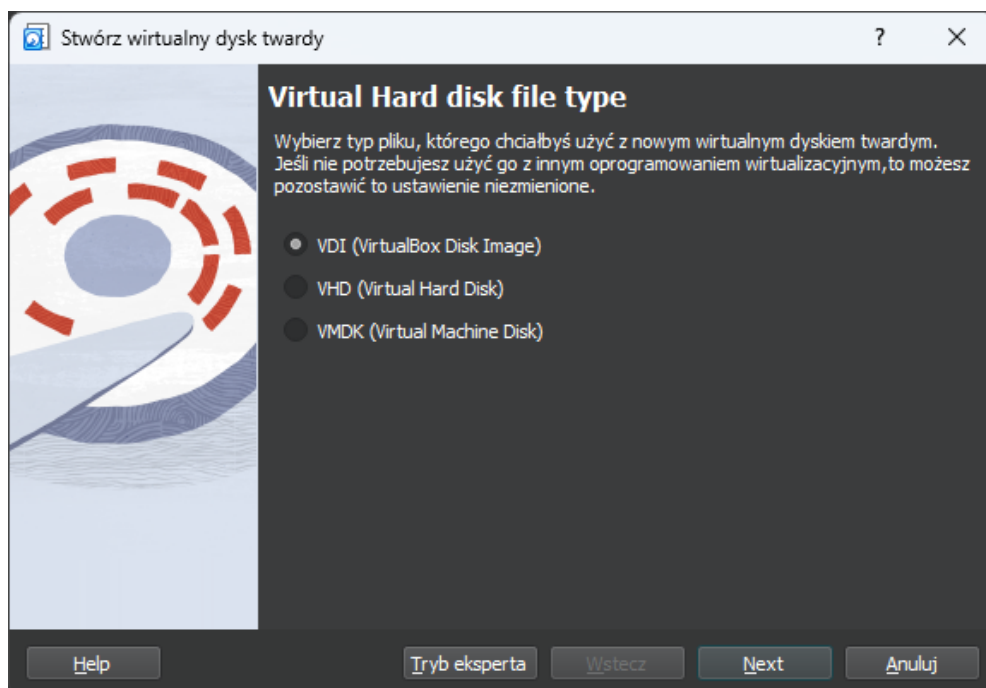 Stwórz wirtualny dysk twardy
?
Virtual Hard disk file type
Wybierz typ pliku, którego chciałbyś użyć z nowym wirtualnym dyskiem twardym.
Jeśli nie potrzebujesz użyć go z innym oprogramowaniem wirtualizacyjnym,to możesz
pozostawić to ustawienie niezmienione.
VDI (VirtualBox Disk Image)
VHD (Virtual Hard Disk)
VMDK (Virtual Machine Disk)
Help Tryb eksperta Wstecz Next Anuluj